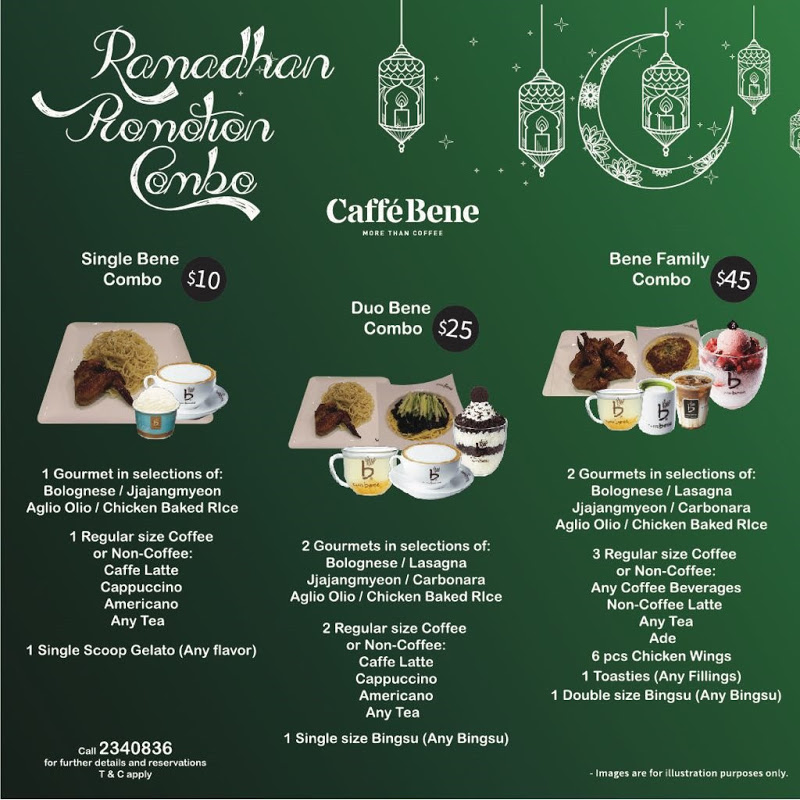 Ramadhan
Promotion
Combo
Caffé Bene
MORE THAN COFFEE
Single Bene
Combo
$10
1 Gourmet in selections of:
Bolognese / Jjajangmyeon
Aglio Olio / Chicken Baked RIce
1 Regular size Coffee
or Non-Coffee:
Caffe Latte
Cappuccino
Americano
Any Tea
1 Single Scoop Gelato (Any flavor)
Duo Bene
Combo
$25
2 Gourmets in selections of:
Bolognese / Lasagna
Jjajangmyeon / Carbonara
Aglio Olio / Chicken Baked RIce
2 Regular size Coffee
or Non-Coffee:
Caffe Latte
Cappuccino
Americano
Any Tea
1 Single size Bingsu (Any Bingsu)
Bene Family
Combo
$45
2 Gourmets in selections of:
Bolognese / Lasagna
Jjajangmyeon / Carbonara
Aglio Olio / Chicken Baked RIce
3 Regular size Coffee
or Non-Coffee:
Any Coffee Beverages
Non-Coffee Latte
Any Tea
Ade
6 pcs Chicken Wings
1 Toasties (Any Fillings)
1 Double size Bingsu (Any Bingsu)
Call 2340836
for further details and reservations
T & C apply
- Images are for illustration purposes only.